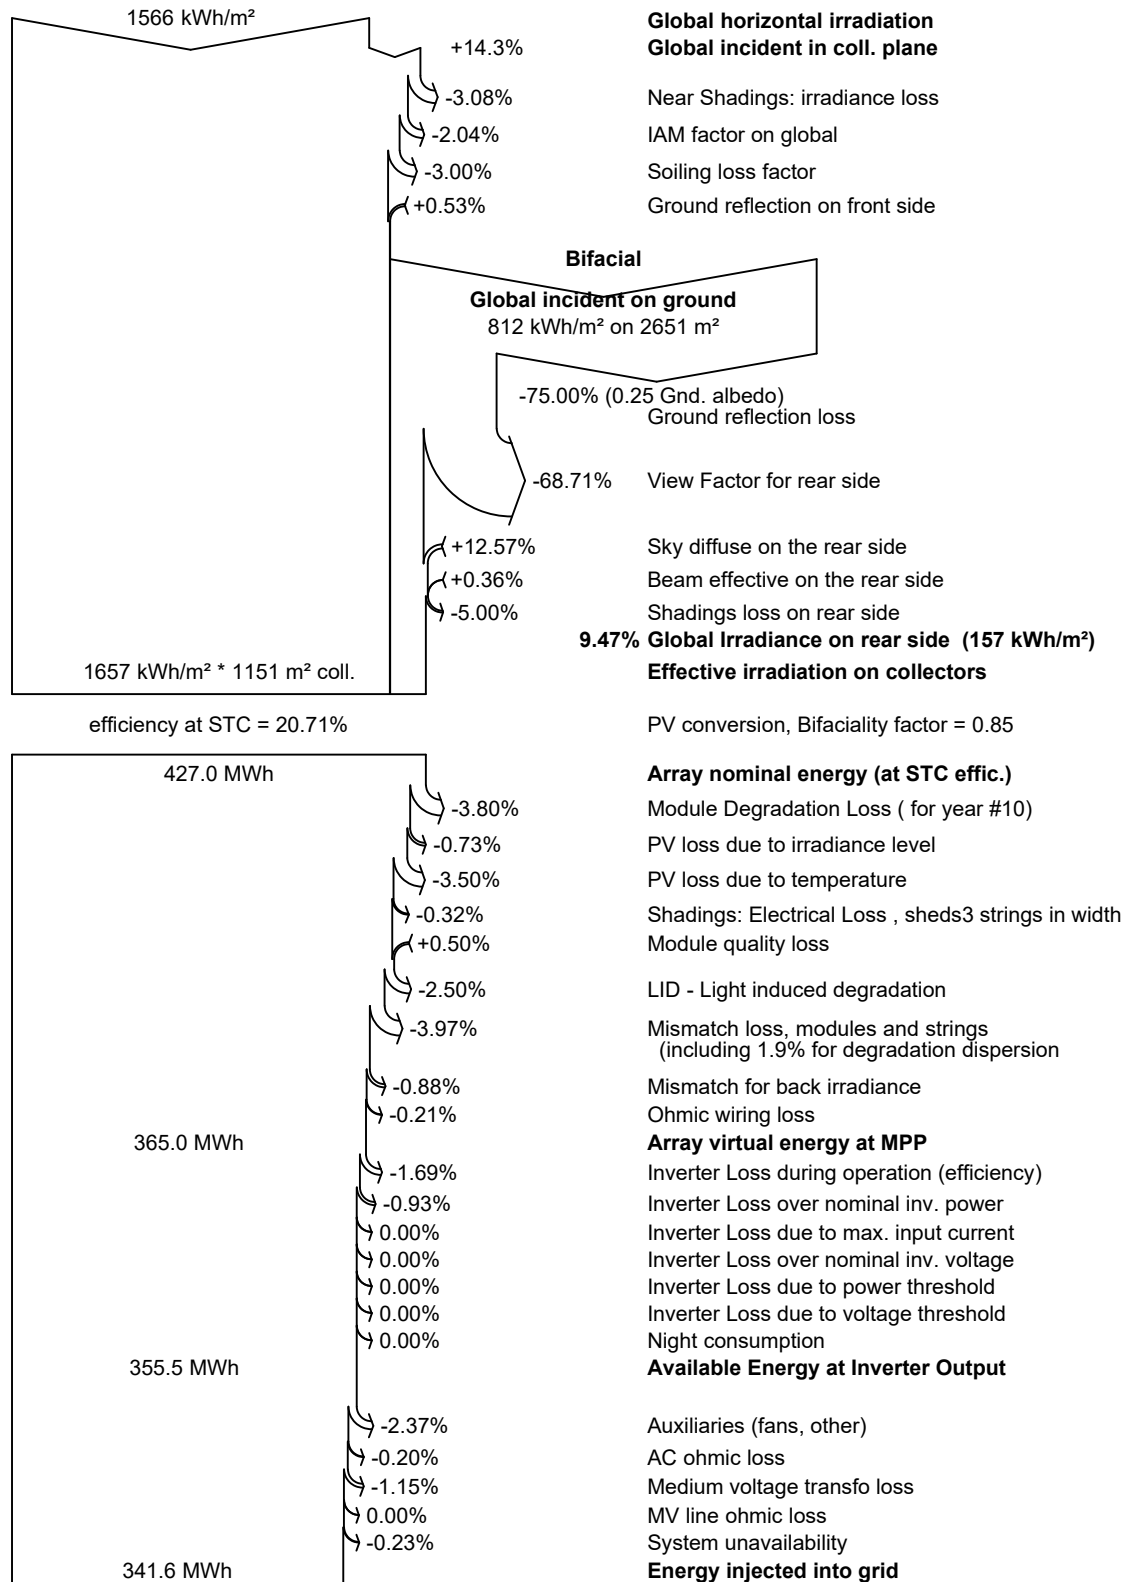 1566 kWh/m² Global horizontal irradiation
+14.3% Global incident in coll. plane
-3.08% Near Shadings: irradiance loss
-2.04% IAM factor on global
-3.00% Soiling loss factor
+0.53% Ground reflection on front side
Bifacial
Global incident on ground
812 kWh/m² on 2651 m²
-75.00% (0.25 Gnd. albedo)
Ground reflection loss
-68.71% View Factor for rear side
+12.57% Sky diffuse on the rear side
+0.36% Beam effective on the rear side
-5.00% Shadings loss on rear side
9.47% Global Irradiance on rear side (157 kWh/m²)
1657 kWh/m² * 1151 m² coll. Effective irradiation on collectors
efficiency at STC = 20.71% PV conversion, Bifaciality factor = 0.85
427.0 MWh Array nominal energy (at STC effic.)
-3.80% Module Degradation Loss ( for year #10)
-0.73% PV loss due to irradiance level
-3.50% PV loss due to temperature
-0.32% Shadings: Electrical Loss , sheds3 strings in width
+0.50% Module quality loss
-2.50% LID - Light induced degradation
-3.97% Mismatch loss, modules and strings
(including 1.9% for degradation dispersion
-0.88% Mismatch for back irradiance
-0.21% Ohmic wiring loss
365.0 MWh Array virtual energy at MPP
-1.69% Inverter Loss during operation (efficiency)
-0.93% Inverter Loss over nominal inv. power
0.00% Inverter Loss due to max. input current
0.00% Inverter Loss over nominal inv. voltage
0.00% Inverter Loss due to power threshold
0.00% Inverter Loss due to voltage threshold
0.00% Night consumption
355.5 MWh Available Energy at Inverter Output
-2.37% Auxiliaries (fans, other)
-0.20% AC ohmic loss
-1.15% Medium voltage transfo loss
0.00% MV line ohmic loss
-0.23% System unavailability
341.6 MWh Energy injected into grid